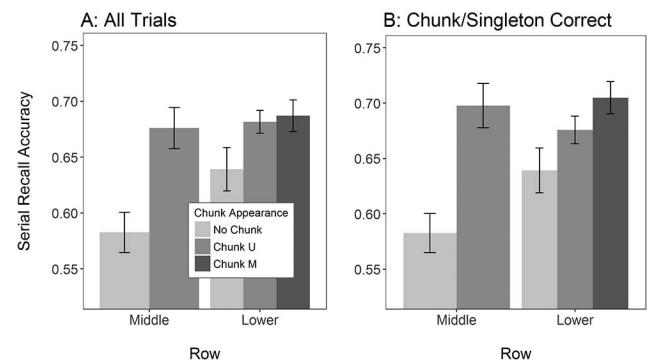 A: All Trials
B: Chunk/Singleton Correct
Serial Recall Accuracy
0.75
0.70
0.65
0.60
0.55
Chunk Appearance
No Chunk
Chunk U
Chunk M
Middle
Lower
Row
0.75
0.70
0.65
0.60
0.55
Middle
Lower
Row